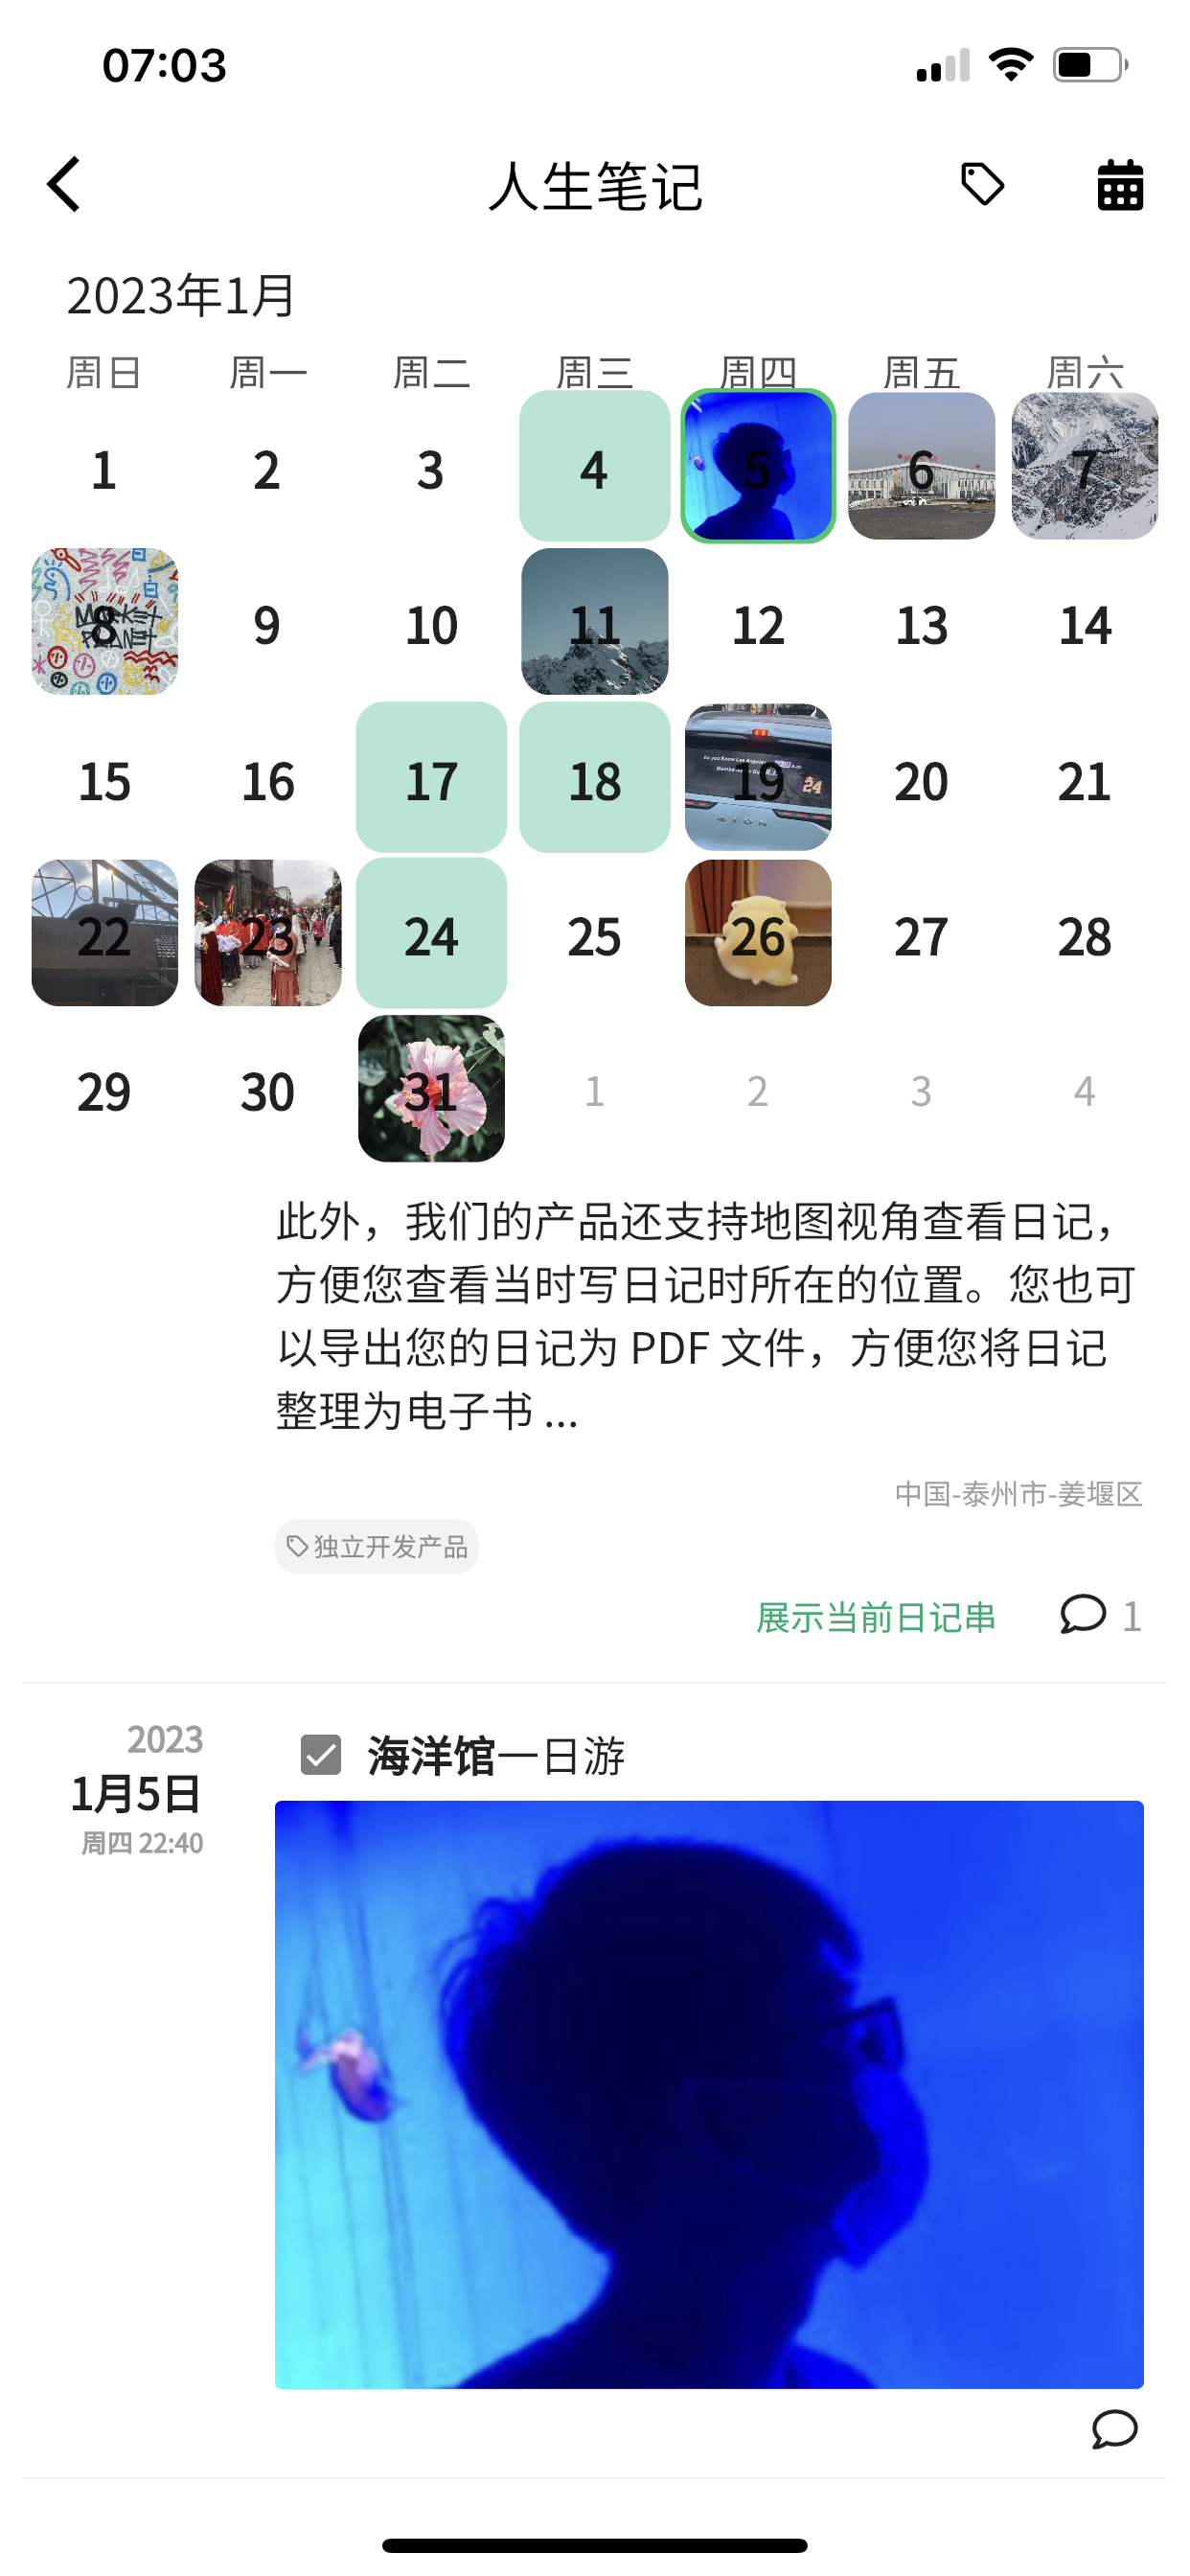 07:03
人生笔记
2023年1月
周日 周一 周二 周三 周四 周五 周六
1 2 3 4 5 6 7
8 9 10 11 12 13 14
15 16 17 18 19 20 21
22 23 24 25 26 27 28
29 30 31 1 2 3 4
此外，我们的产品还支持地图视角查看日记，
方便您查看当时写日记时所在的位置。您也可
以导出您的日记为 PDF 文件，方便您将日记
整理为电子书 ...
中国-泰州市-姜堰区
独立开发产品
展示当前日记串 1
2023
1月5日
周四 22:40
海洋馆一日游